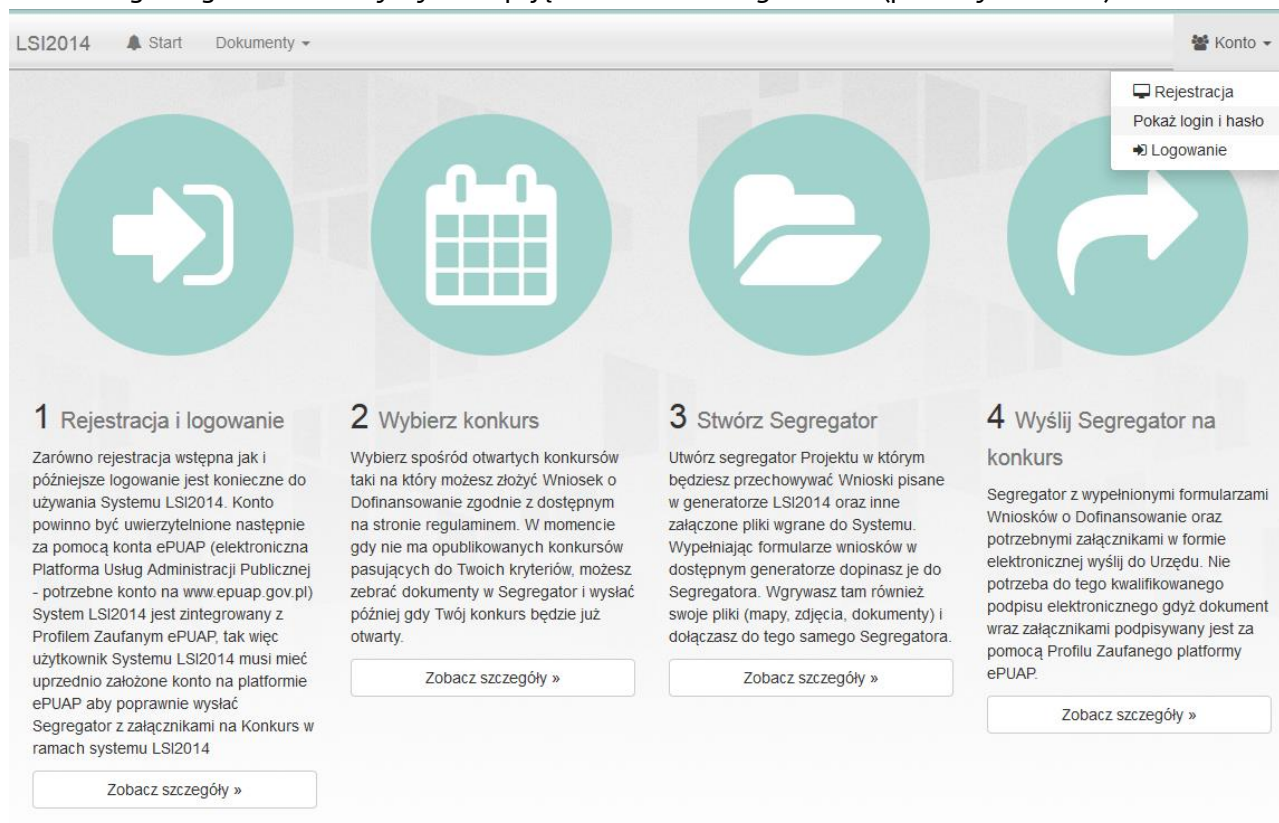 LSI2014 Start Dokumenty Konto
Rejestracja
Pokaż login i hasło
Logowanie
1 Rejestracja i logowanie
Zarówno rejestracja wstępna jak i
późniejsze logowanie jest konieczne do
używania Systemu LSI2014. Konto
powinno być uwierzytelnione następnie
za pomocą konta ePUAP (elektroniczna
Platforma Usług Administracji Publicznej
- potrzebne konto na www.epuap.gov.pl)
System LSI2014 jest zintegrowany z
Profilem Zaufanym ePUAP, tak więc
użytkownik Systemu LSI2014 musi mieć
uprzednio założone konto na platformie
ePUAP aby poprawnie wysłać
Segregator z załącznikami na Konkurs w
ramach systemu LSI2014
Zobacz szczegóły »
2 Wybierz konkurs
Wybierz spośród otwartych konkursów
taki na który możesz złożyć Wniosek o
Dofinansowanie zgodnie z dostępnym
na stronie regulaminem. W momencie
gdy nie ma opublikowanych konkursów
pasujących do Twoich kryteriów, możesz
zebrać dokumenty w Segregator i wysłać
później gdy Twój konkurs będzie już
otwarty.
Zobacz szczegóły »
3 Stwórz Segregator
Utwórz segregator Projektu w którym
będziesz przechowywać Wnioski pisane
w generatorze LSI2014 oraz inne
załączone pliki wgrane do Systemu.
Wypełniając formularze wniosków w
dostępnym generatorze dopinasz je do
Segregatora. Wgrywasz tam również
swoje pliki (mapy, zdjęcia, dokumenty) i
dołączasz do tego samego Segregatora.
Zobacz szczegóły »
4 Wyślij Segregator na
konkurs
Segregator z wypełnionymi formularzami
Wniosków o Dofinansowanie oraz
potrzebnymi załącznikami w formie
elektronicznej wyślij do Urzędu. Nie
potrzeba do tego kwalifikowanego
podpisu elektronicznego gdyż dokument
wraz załącznikami podpisywany jest za
pomocą Profilu Zaufanego platformy
ePUAP.
Zobacz szczegóły »